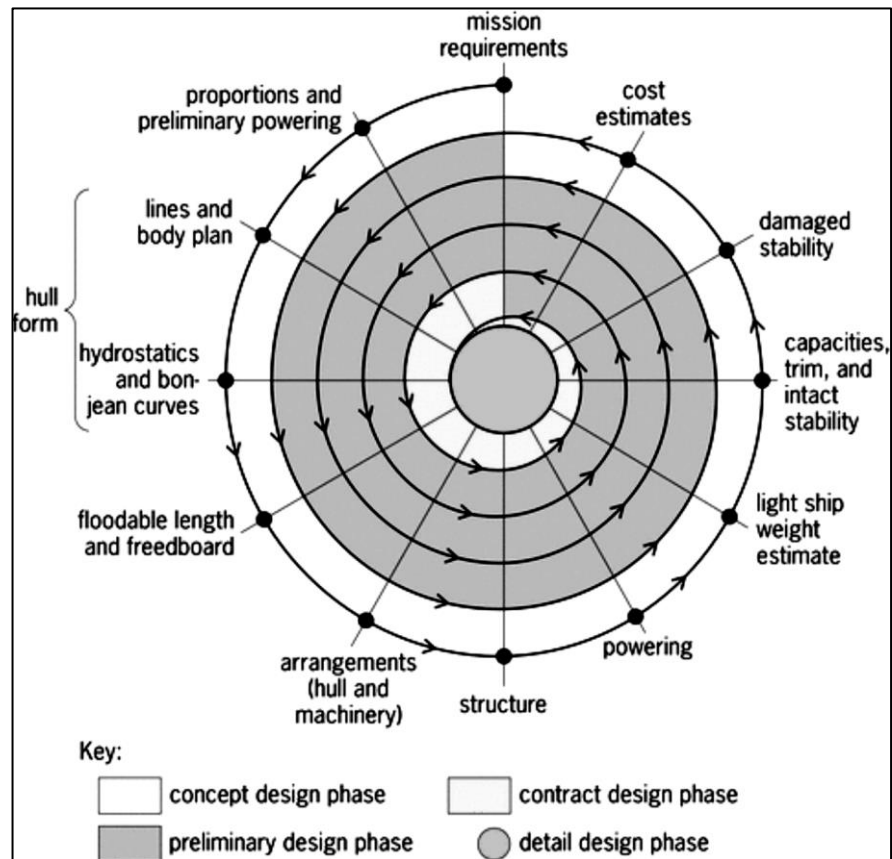 mission
requirements
cost
estimates
damaged
stability
capacities,
trim, and
intact
stability
light ship
weight
estimate
powering
structure
arrangements
(hull and
machinery)
floodable length
and freedboard
hydrostatics
and bon-
jean curves
lines and
body plan
hull
form
proportions and
preliminary powering
Key:
concept design phase
contract design phase
preliminary design phase
detail design phase